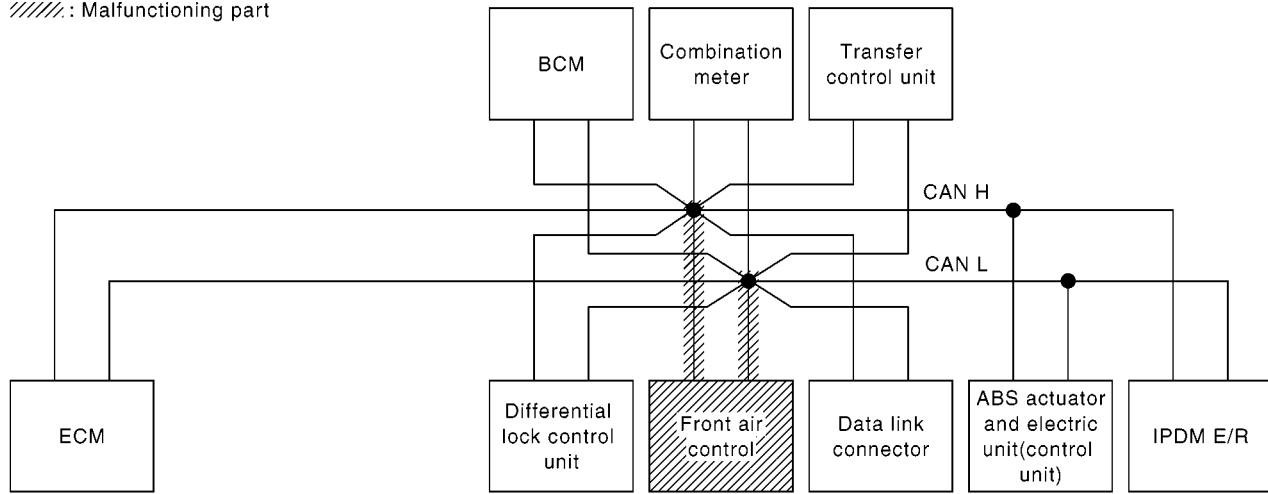 : Malfunctioning part
BCM
Combination
meter
Transfer
control unit
CAN H
CAN L
ECM
Differential
lock control
unit
Front air
control
Data link
connector
ABS actuator
and electric
unit(control
unit)
IPDM E/R